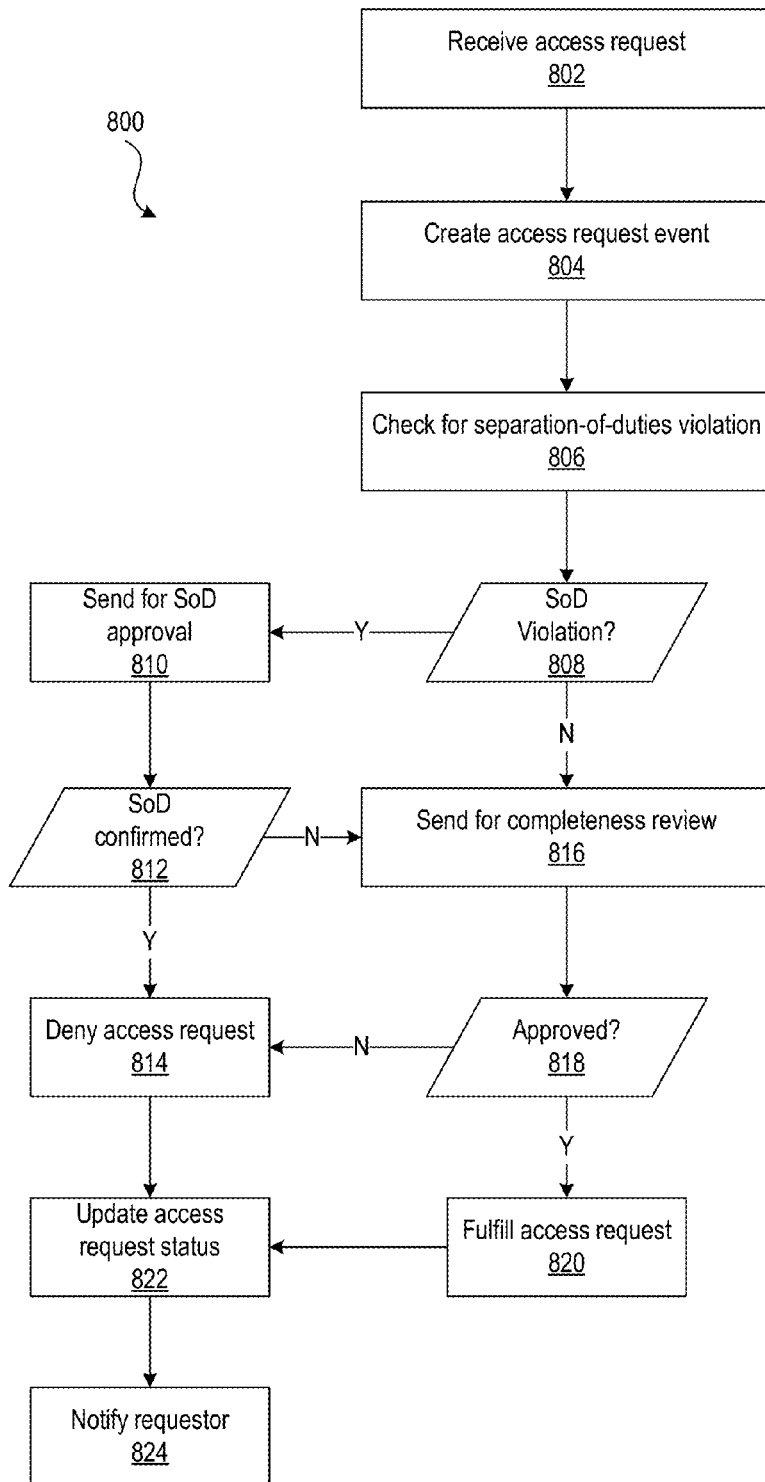 Receive access request
802
800
Create access request event
804
Check for separation-of-duties violation
806
Send for SoD
approval
810
Y
SoD
Violation?
808
N
SoD
confirmed?
812
N
Send for completeness review
816
Y
Deny access request
814
N
Approved?
818
Y
Update access
request status
822
Fulfill access request
820
Notify requestor
824